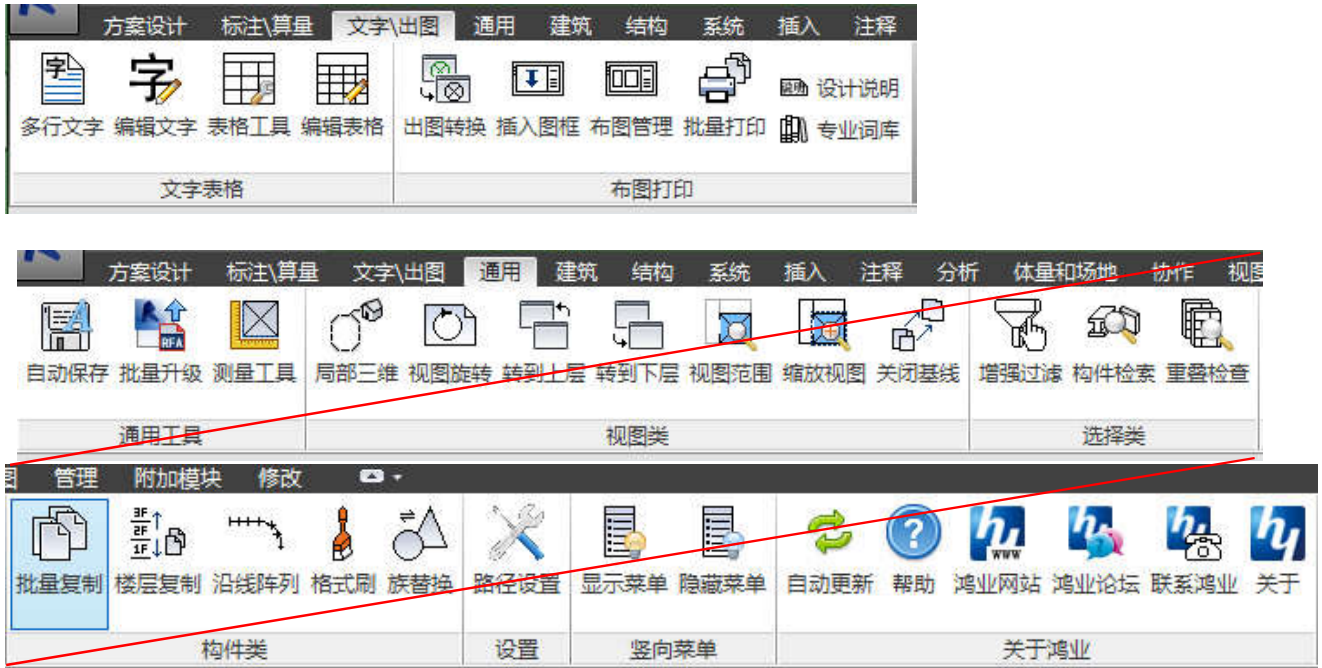 方案设计 标注\算量 文字\出图 通用 建筑 结构 系统 插入 注释
字 字 设计说明
多行文字 编辑文字 表格工具 编辑表格 出图转换 插入图框 布图管理 批量打印 专业词库
文字表格 布图打印
方案设计 标注\算量 文字\出图 通用 建筑 结构 系统 插入 注释 分析 体量和场地 协作 视图
RFA
自动保存 批量升级 测量工具 局部三维 视图旋转 转到上层 转到下层 视图范围 缩放视图 关闭基线 增强过滤 构件检索 重叠检查
通用工具 视图类 选择类
图 管理 附加模块 修改
3F
2F
1F
www
批量复制 楼层复制 沿线阵列 格式刷 族替换 路径设置 显示菜单 隐藏菜单 自动更新 帮助 鸿业网站 鸿业论坛 联系鸿业 关于
构件类 设置 竖向菜单 关于鸿业